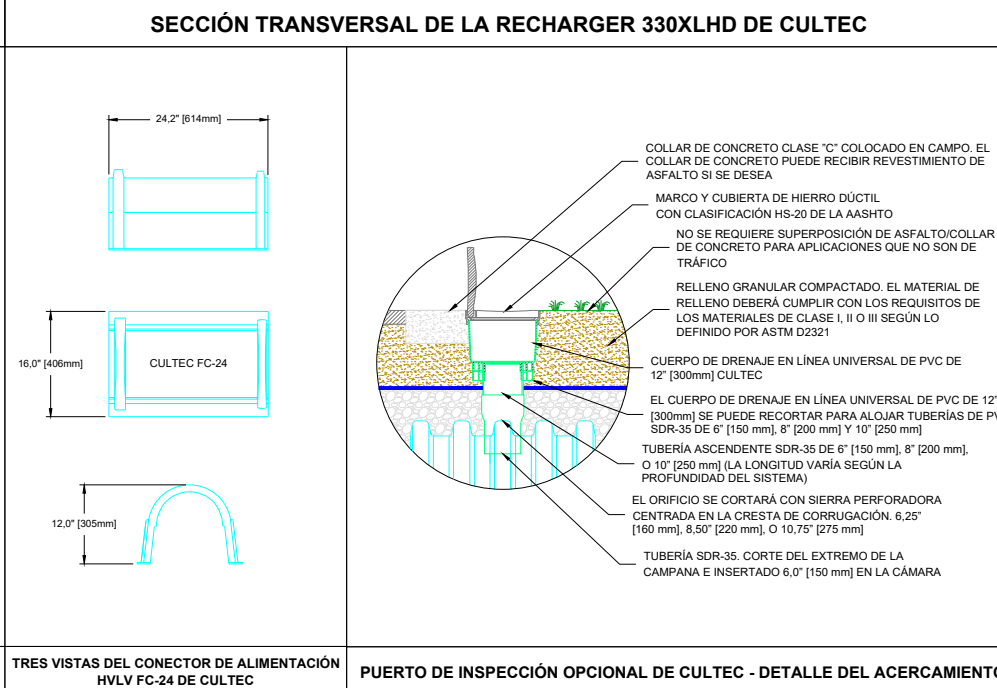 SECCIÓN TRANSVERSAL DE LA RECHARGER 330XLHD DE CULTEC
24,2" [614mm]
16,0" [406mm]
CULTEC FC-24
12,0" [305mm]
TRES VISTAS DEL CONECTOR DE ALIMENTACIÓN
HVLV FC-24 DE CULTEC
COLLAR DE CONCRETO CLASE "C" COLOCADO EN CAMPO. EL
COLLAR DE CONCRETO PUEDE RECIBIR REVESTIMIENTO DE
ASFALTO SI SE DESEA
MARCO Y CUBIERTA DE HIERRO DÚCTIL
CON CLASIFICACIÓN HS-20 DE LA AASHTO
NO SE REQUIERE SUPERPOSICIÓN DE ASFALTO/COLLAR
DE CONCRETO PARA APLICACIONES QUE NO SON DE
TRÁFICO
RELLENO GRANULAR COMPACTADO. EL MATERIAL DE
RELLENO DEBERÁ CUMPLIR CON LOS REQUISITOS DE
LOS MATERIALES DE CLASE I, II O III SEGÚN LO
DEFINIDO POR ASTM D2321
CUERPO DE DRENAJE EN LÍNEA UNIVERSAL DE PVC DE
12" [300mm] CULTEC
EL CUERPO DE DRENAJE EN LÍNEA UNIVERSAL DE PVC DE 12"
[300mm] SE PUEDE RECORTAR PARA ALOJAR TUBERÍAS DE PV
SDR-35 DE 6" [150 mm], 8" [200 mm] Y 10" [250 mm]
TUBERÍA ASCENDENTE SDR-35 DE 6" [150 mm], 8" [200 mm],
O 10" [250 mm] (LA LONGITUD VARÍA SEGÚN LA
PROFUNDIDAD DEL SISTEMA)
EL ORIFICIO SE CORTARÁ CON SIERRA PERFORADORA
CENTRADA EN LA CRESTA DE CORRUGACIÓN. 6,25"
[160 mm], 8,50" [220 mm], O 10,75" [275 mm]
TUBERÍA SDR-35. CORTE DEL EXTREMO DE LA
CAMPANA E INSERTADO 6,0" [150 mm] EN LA CÁMARA
PUERTO DE INSPECCIÓN OPCIONAL DE CULTEC - DETALLE DEL ACERCAMIENTO